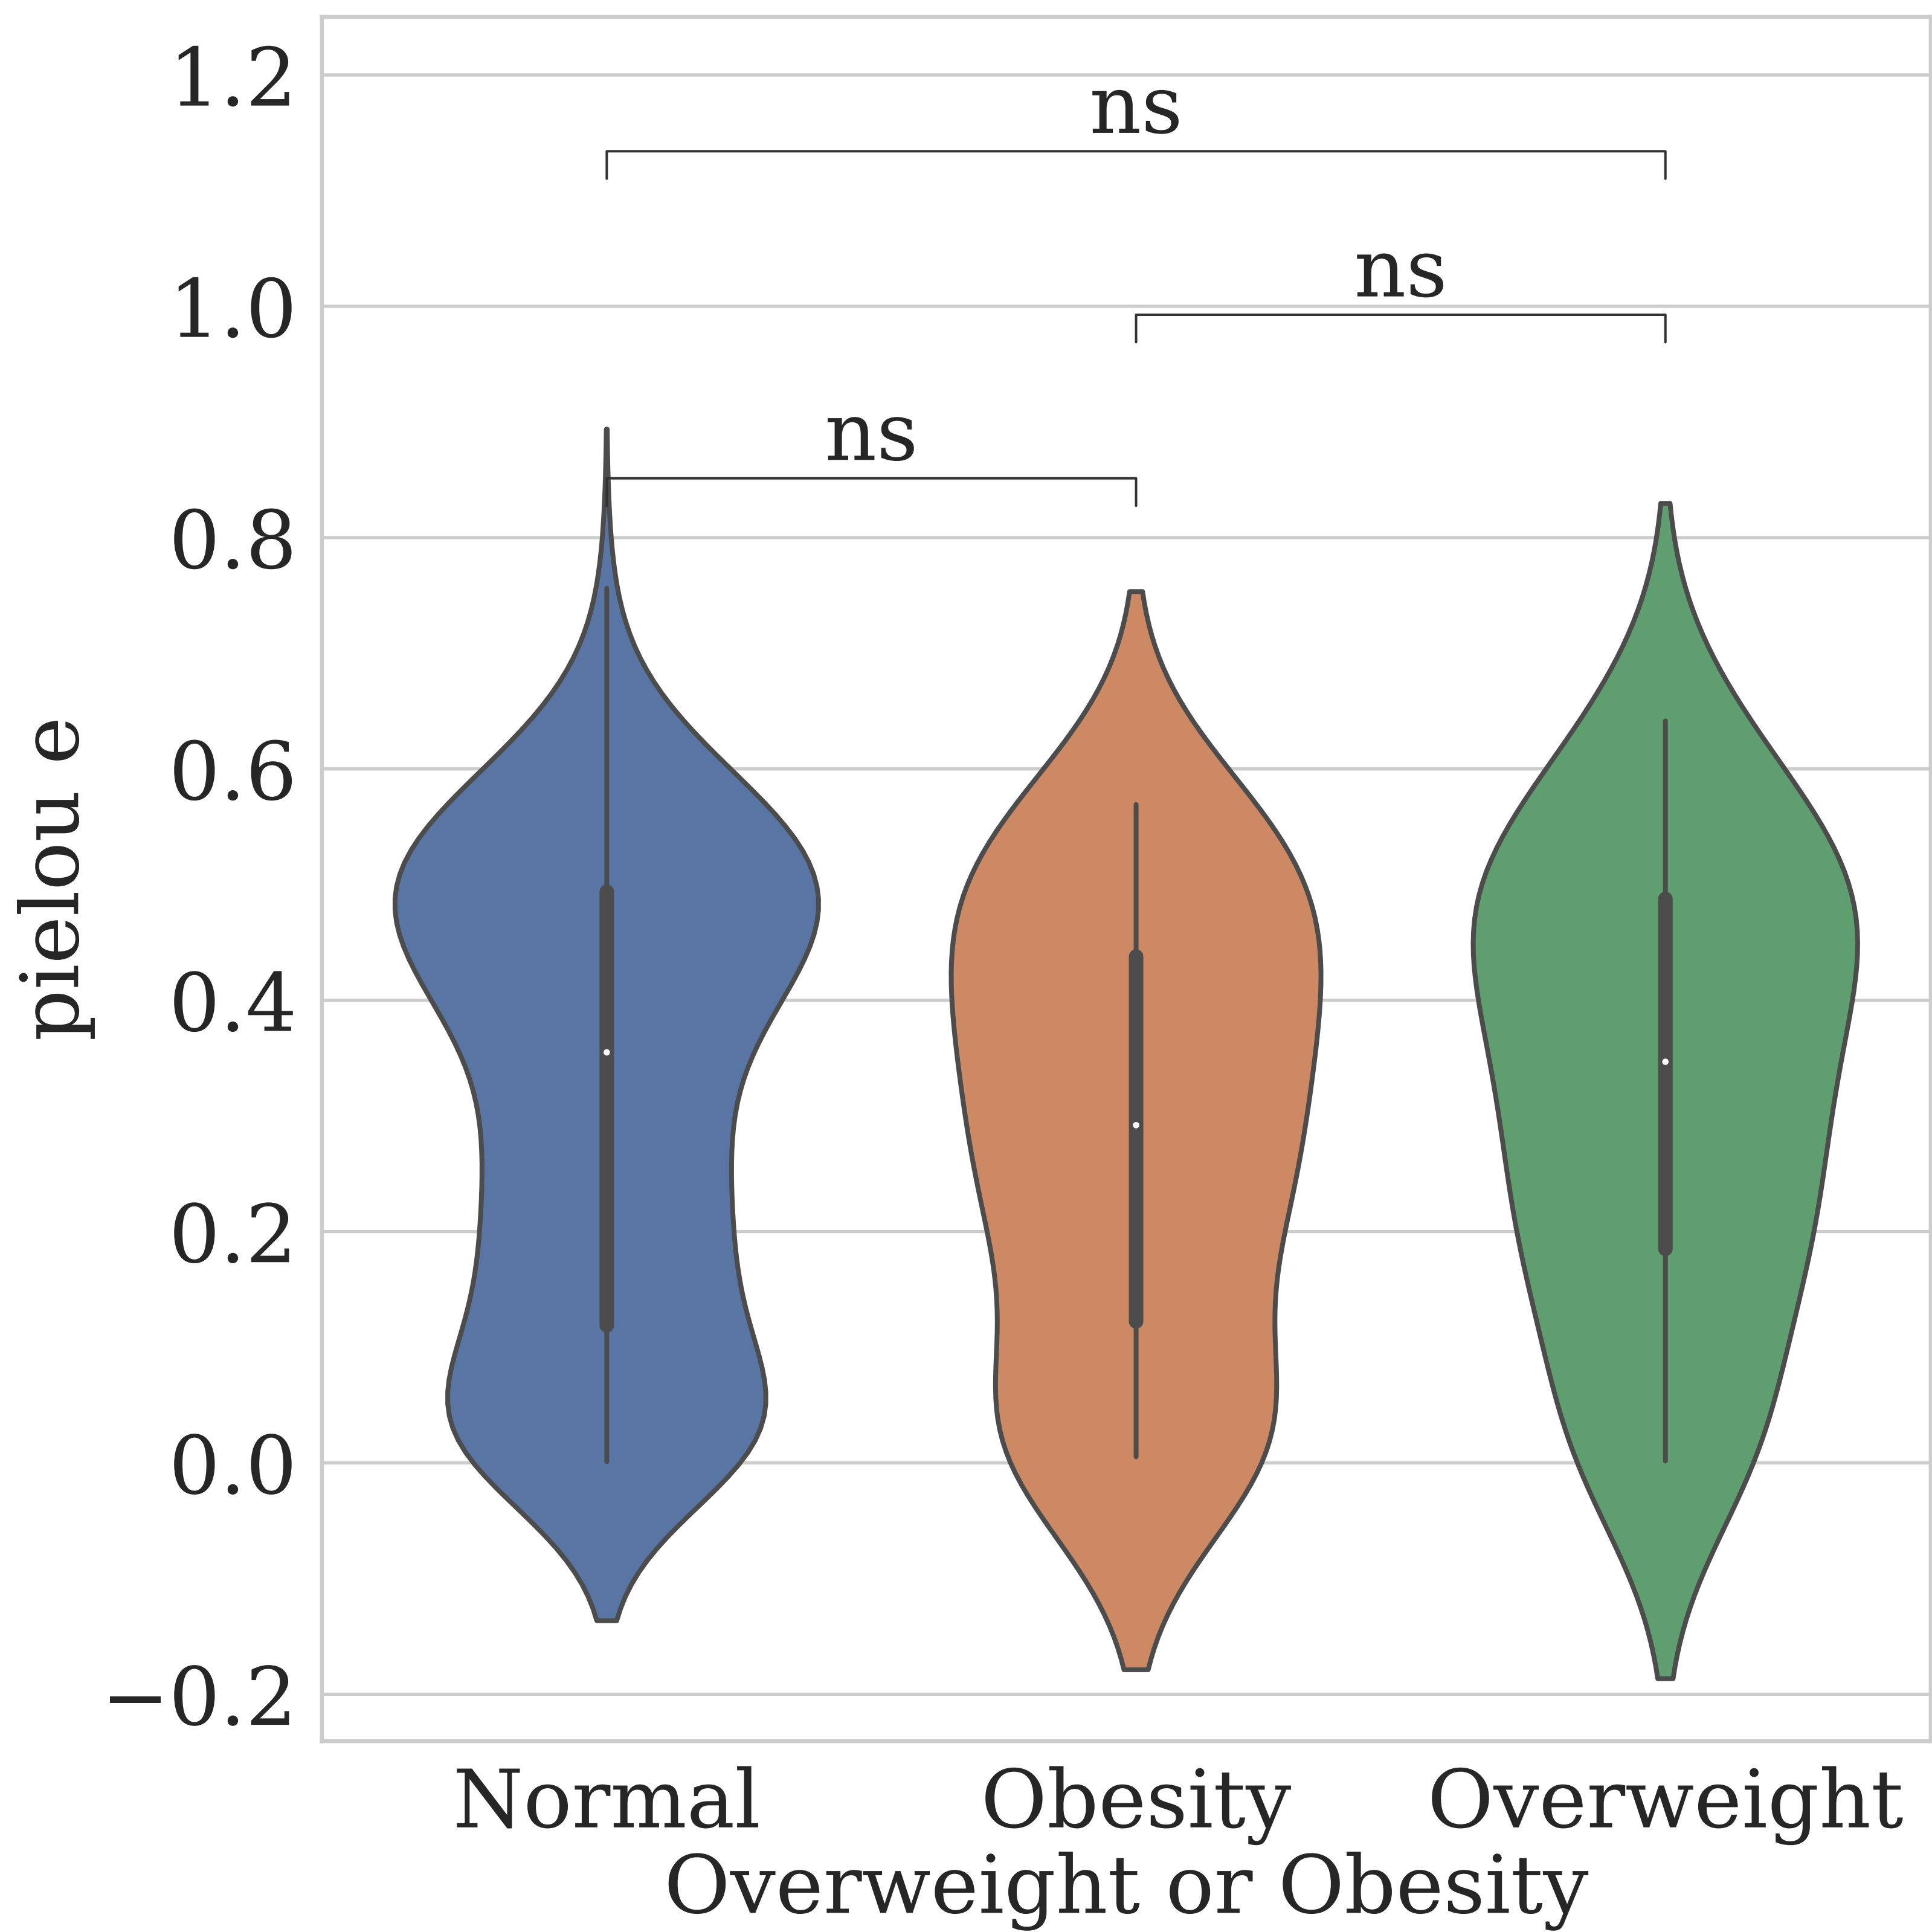 1.2
1.0
0.8
0.6
0.4
0.2
0.0
−0.2
pielou e
ns
ns
ns
Normal
Obesity
Overweight
Overweight or Obesity